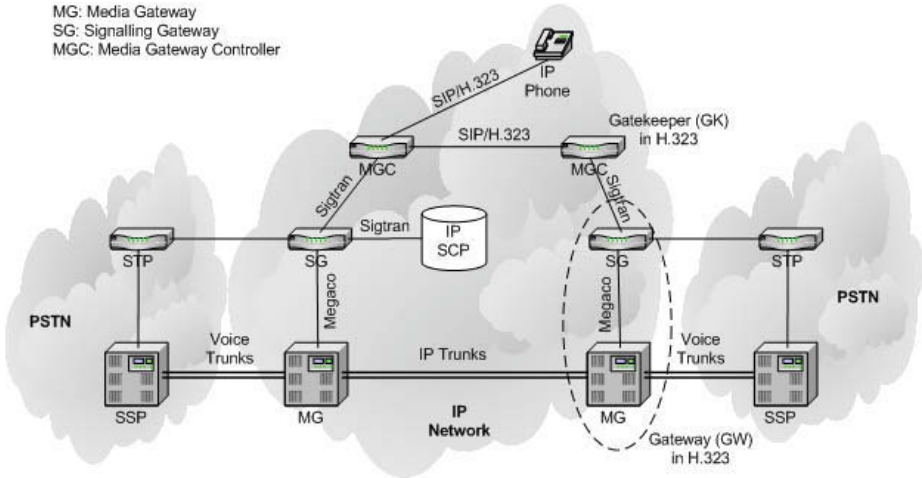 MG: Media Gateway
SG: Signalling Gateway
MGC: Media Gateway Controller
IP
Phone
SIP/H.323
SIP/H.323
Gatekeeper (GK)
in H.323
MGC
MGC
Sigtran
Sigtran
Sigtran
IP
SCP
STP
SG
SG
STP
Megaco
Megaco
PSTN
PSTN
Voice
Trunks
IP Trunks
Voice
Trunks
SSP
MG
IP
Network
MG
SSP
Gateway (GW)
in H.323